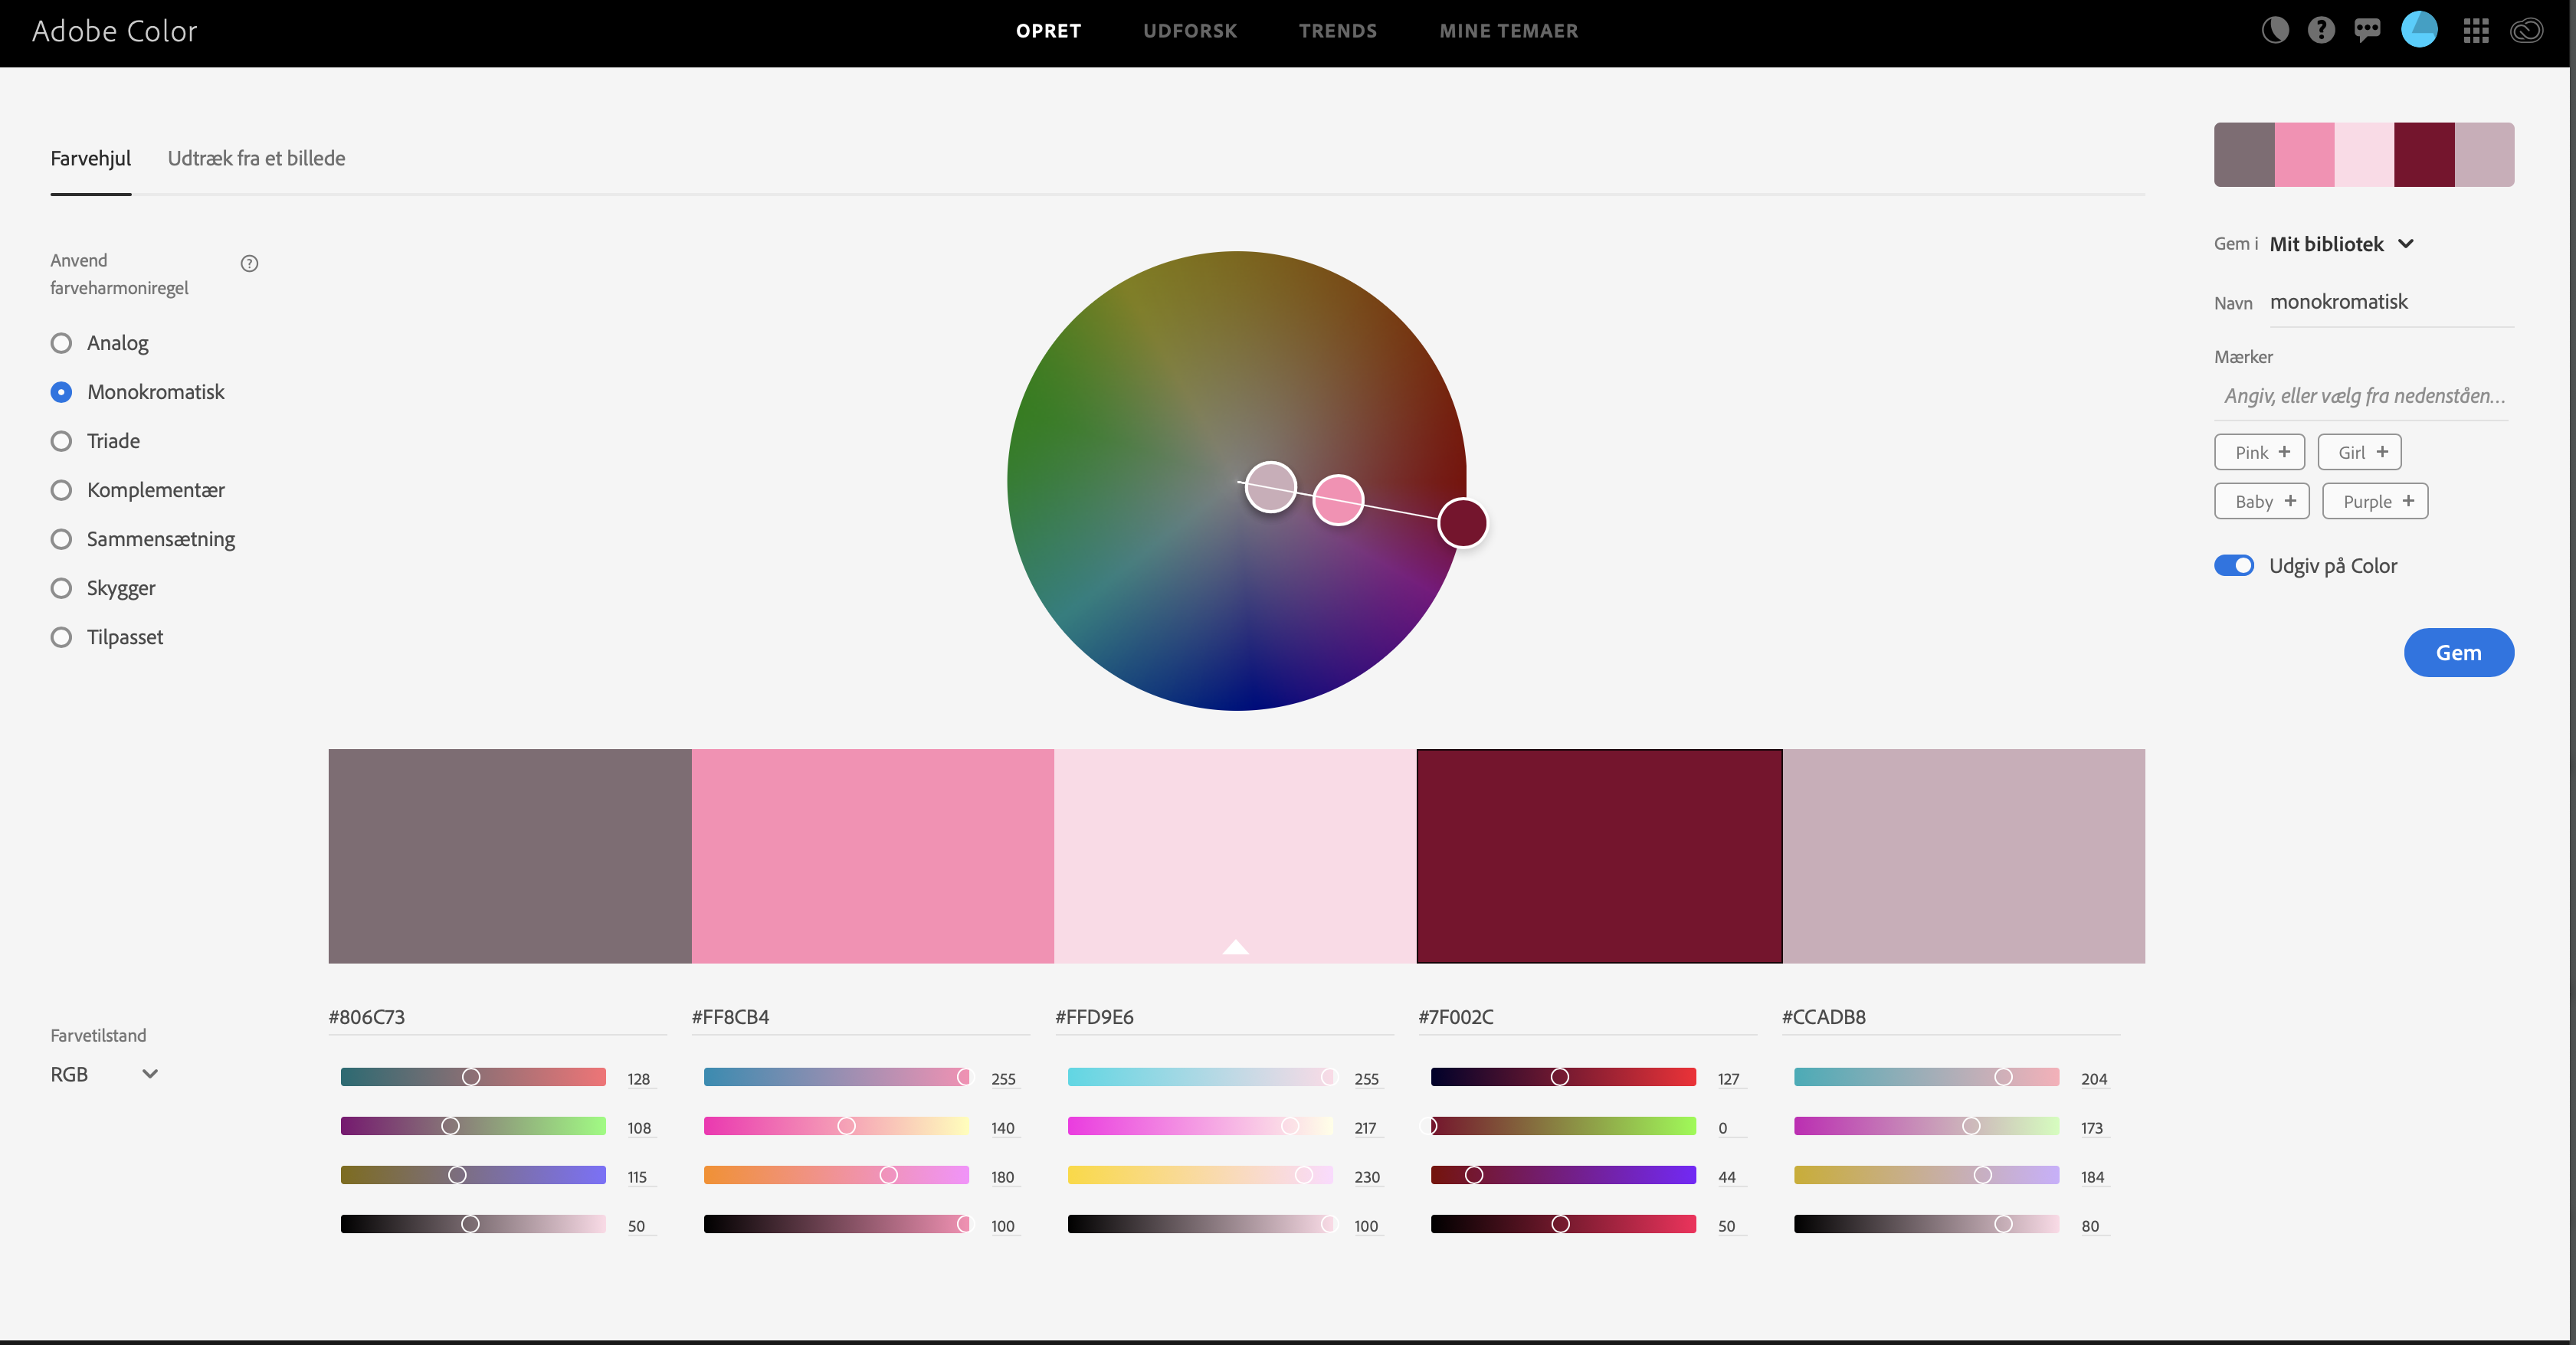 Adobe Color
OPRET UDFORSK TRENDS MINE TEMAER
Farvehjul Udtræk fra et billede
Anvend
farveharmoniregel
Analog
Monokromatisk
Triade
Komplementær
Sammensætning
Skygger
Tilpasset
Gem i Mit bibliotek
Navn monokromatisk
Mærker
Angiv, eller vælg fra nedenståen...
Pink + Girl +
Baby + Purple +
Udgiv på Color
Gem
Farvetilstand
RGB
#806C73 #FF8CB4 #FFD9E6 #7F002C #CCADB8
128 255 255 127 204
108 140 217 0 173
115 180 230 44 184
50 100 100 50 80